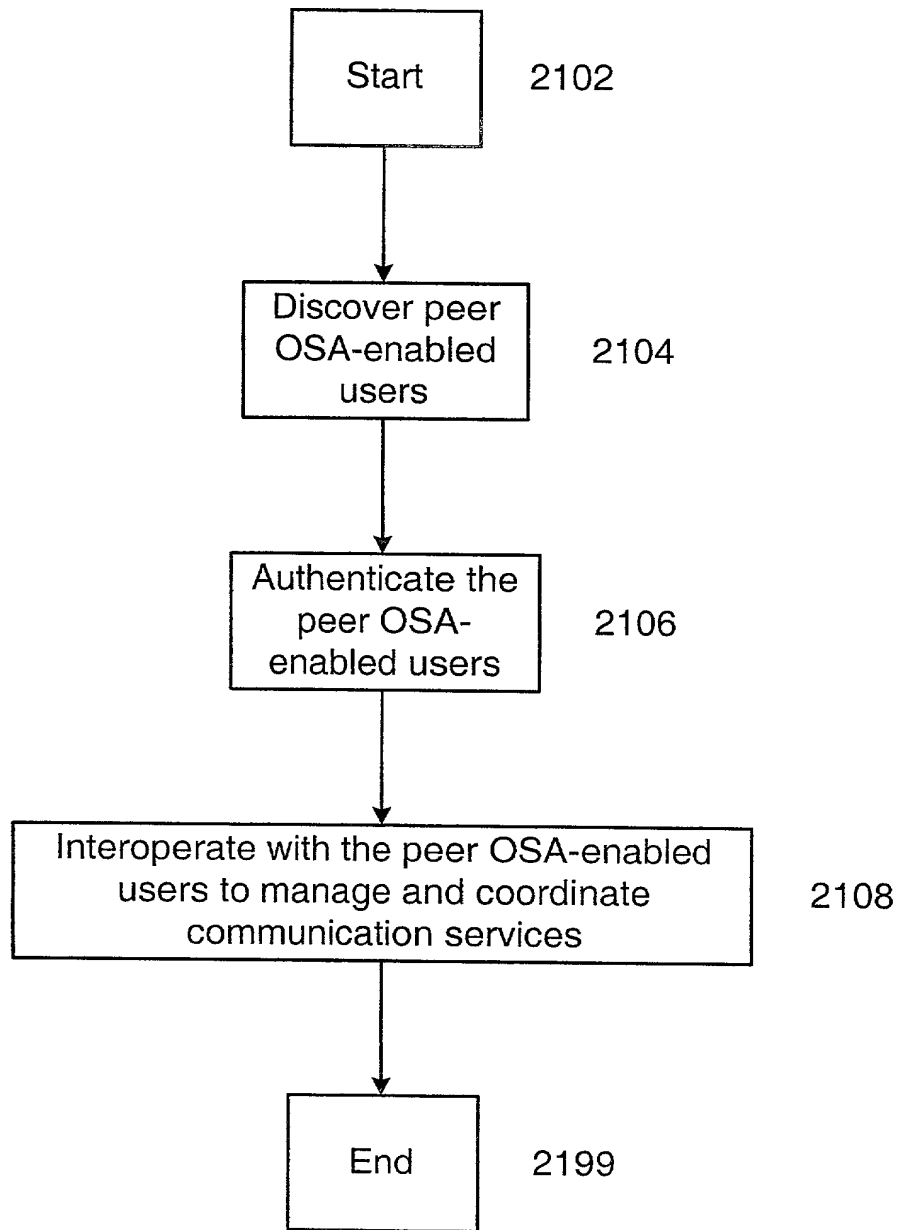 Start
2102
Discover peer
OSA-enabled
users
2104
Authenticate the
peer OSA-
enabled users
2106
Interoperate with the peer OSA-enabled
users to manage and coordinate
communication services
2108
End
2199